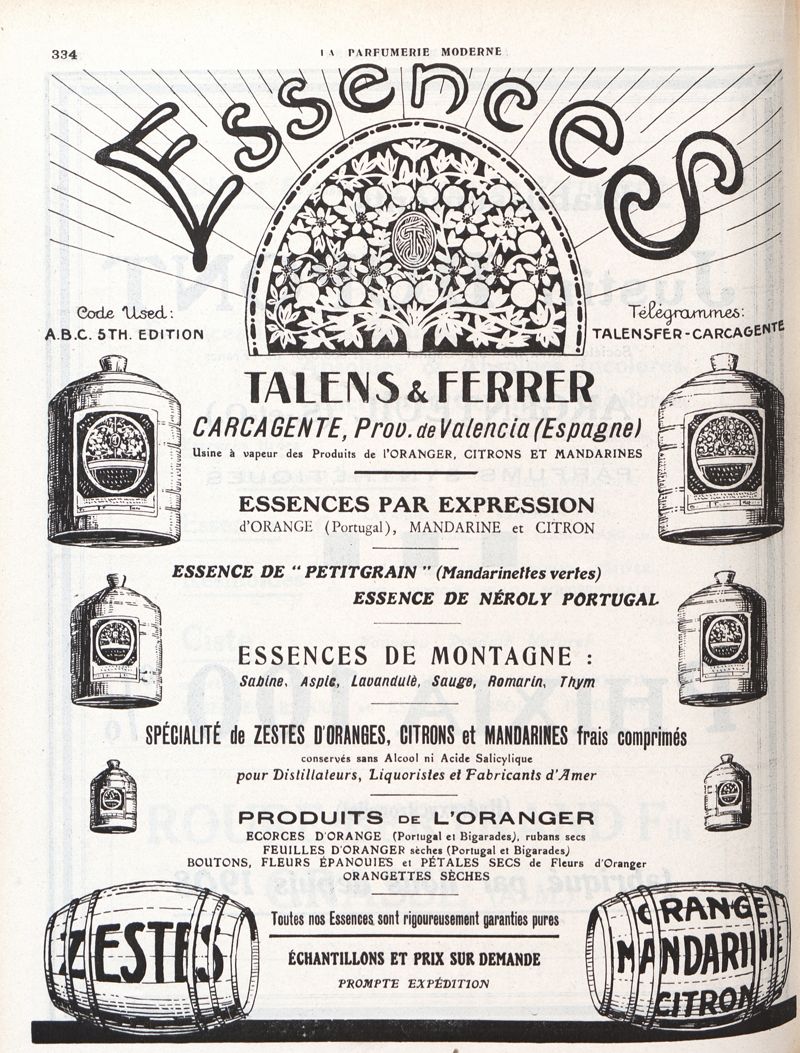 334
LA PARFUMERIE MODERNE
Essences
Code Used:
A.B.C. 5TH. EDITION
Télégrammes:
TALENSFER-CARCAGENTE
TALENS & FERRER
CARCAGENTE, Prov. de Valencia (Espagne)
Usine à vapeur des Produits de l'ORANGER, CITRONS ET MANDARINES
ESSENCES PAR EXPRESSION
d'ORANGE (Portugal), MANDARINE et CITRON
ESSENCE DE " PETITGRAIN " (Mandarinettes vertes)
ESSENCE DE NÉROLY PORTUGAL
ESSENCES DE MONTAGNE :
Sabine, Aspic, Lavandule, Sauge, Romarin, Thym
SPÉCIALITÉ de ZESTES D'ORANGES, CITRONS et MANDARINES frais comprimés
conservés sans Alcool ni Acide Salicylique
pour Distillateurs, Liquoristes et Fabricants d'Amer
PRODUITS DE L'ORANGER
ECORCES D'ORANGE (Portugal et Bigarades), rubans secs
FEUILLES D'ORANGER sèches (Portugal et Bigarades)
BOUTONS, FLEURS ÉPANOUIES et PÉTALES SECS de Fleurs d'Oranger
ORANGETTES SÈCHES
ZESTES
Toutes nos Essences sont rigoureusement garanties pures
ÉCHANTILLONS ET PRIX SUR DEMANDE
PROMPTE EXPÉDITION
ORANGE
MANDARINE
CITRON